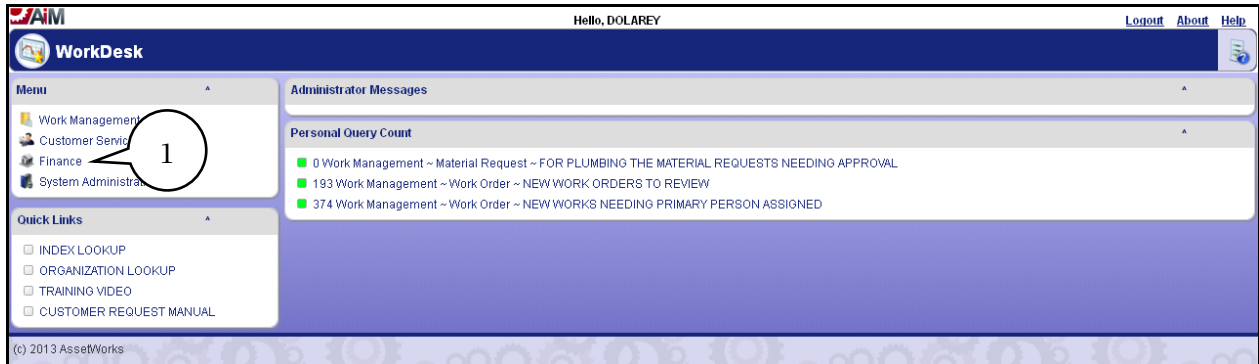 AiM
Hello, DOLAREY
Logout About Help
WorkDesk
Menu ^
Work Management
Customer Servic
Finance
System Administrat
1
Quick Links ^
INDEX LOOKUP
ORGANIZATION LOOKUP
TRAINING VIDEO
CUSTOMER REQUEST MANUAL
Administrator Messages ^
Personal Query Count ^
0 Work Management ~ Material Request ~ FOR PLUMBING THE MATERIAL REQUESTS NEEDING APPROVAL
193 Work Management ~ Work Order ~ NEW WORK ORDERS TO REVIEW
374 Work Management ~ Work Order ~ NEW WORKS NEEDING PRIMARY PERSON ASSIGNED
(c) 2013 AssetWorks